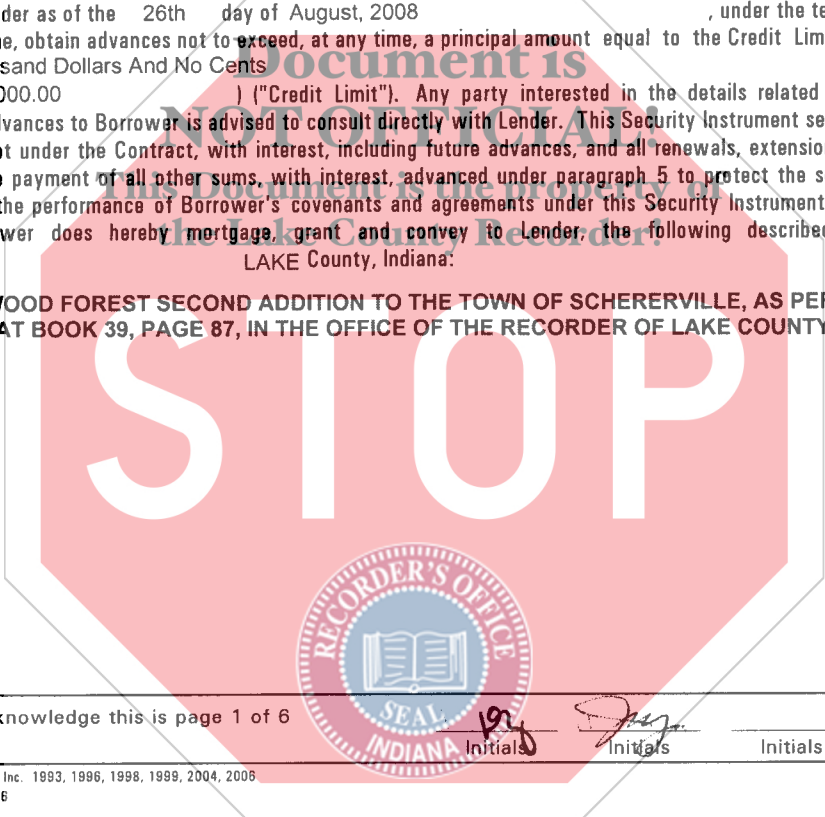 der as of the 26th day of August, 2008 , under the te
e, obtain advances not to exceed, at any time, a principal amount equal to the Credit Lim
sand Dollars And No Cents
000.00 ) ("Credit Limit"). Any party interested in the details related
lvances to Borrower is advised to consult directly with Lender. This Security Instrument se
t under the Contract, with interest, including future advances, and all renewals, extensio
e payment of all other sums, with interest, advanced under paragraph 5 to protect the s
the performance of Borrower's covenants and agreements under this Security Instrument
wer does hereby mortgage, grant and convey to Lender, the following described
LAKE County, Indiana:
Document is
NOT OFFICIAL!
This Document is the property of
the Lake County Recorder!
OOD FOREST SECOND ADDITION TO THE TOWN OF SCHERERVILLE, AS PER
AT BOOK 39, PAGE 87, IN THE OFFICE OF THE RECORDER OF LAKE COUNTY
STOP
RECORDER'S OFFICE
SEAL
INDIANA
knowledge this is page 1 of 6
Initials Initials Initials
Inc. 1993, 1996, 1998, 1999, 2004, 2006
6